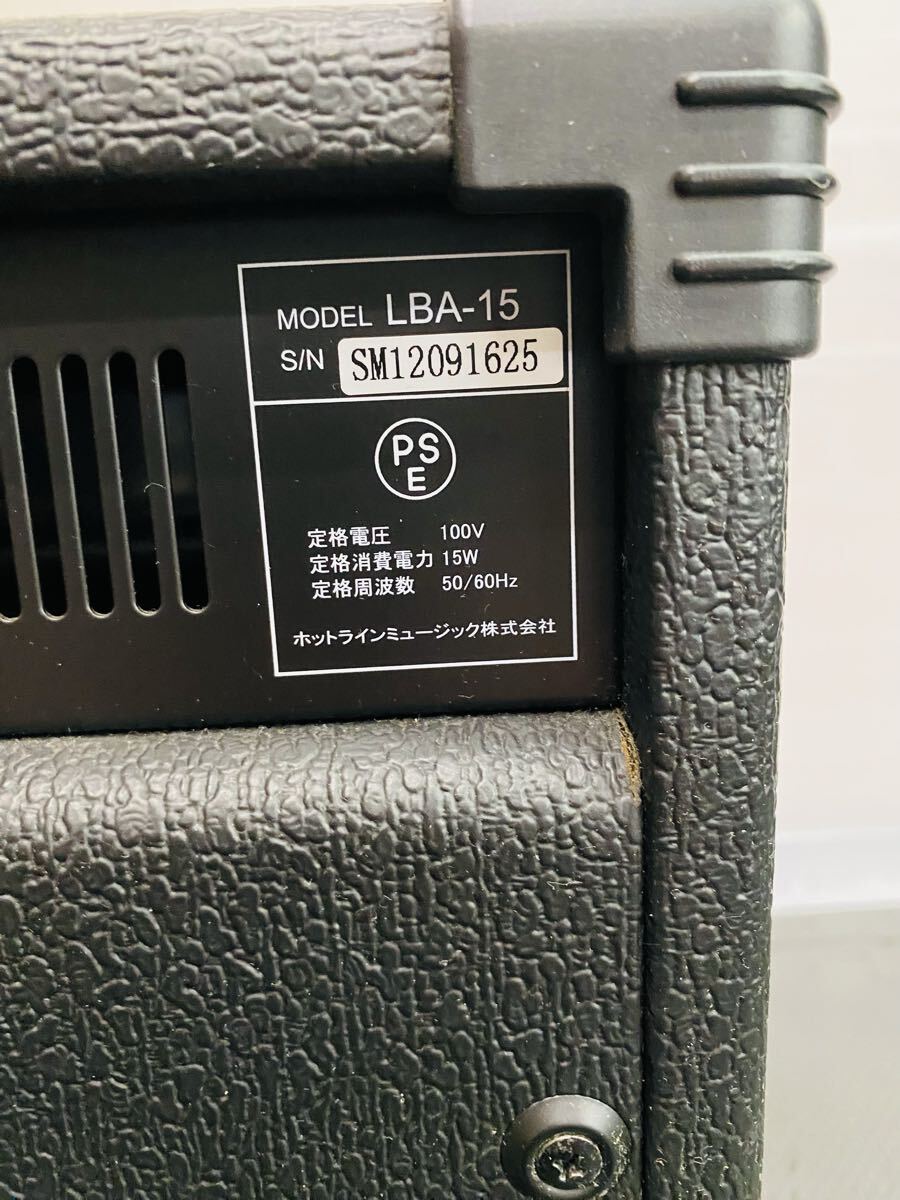 MODEL LBA-15
S/N SM12091625
PS
E
定格電圧 100V
定格消費電力 15W
定格周波数 50/60Hz
ホットラインミュージック株式会社